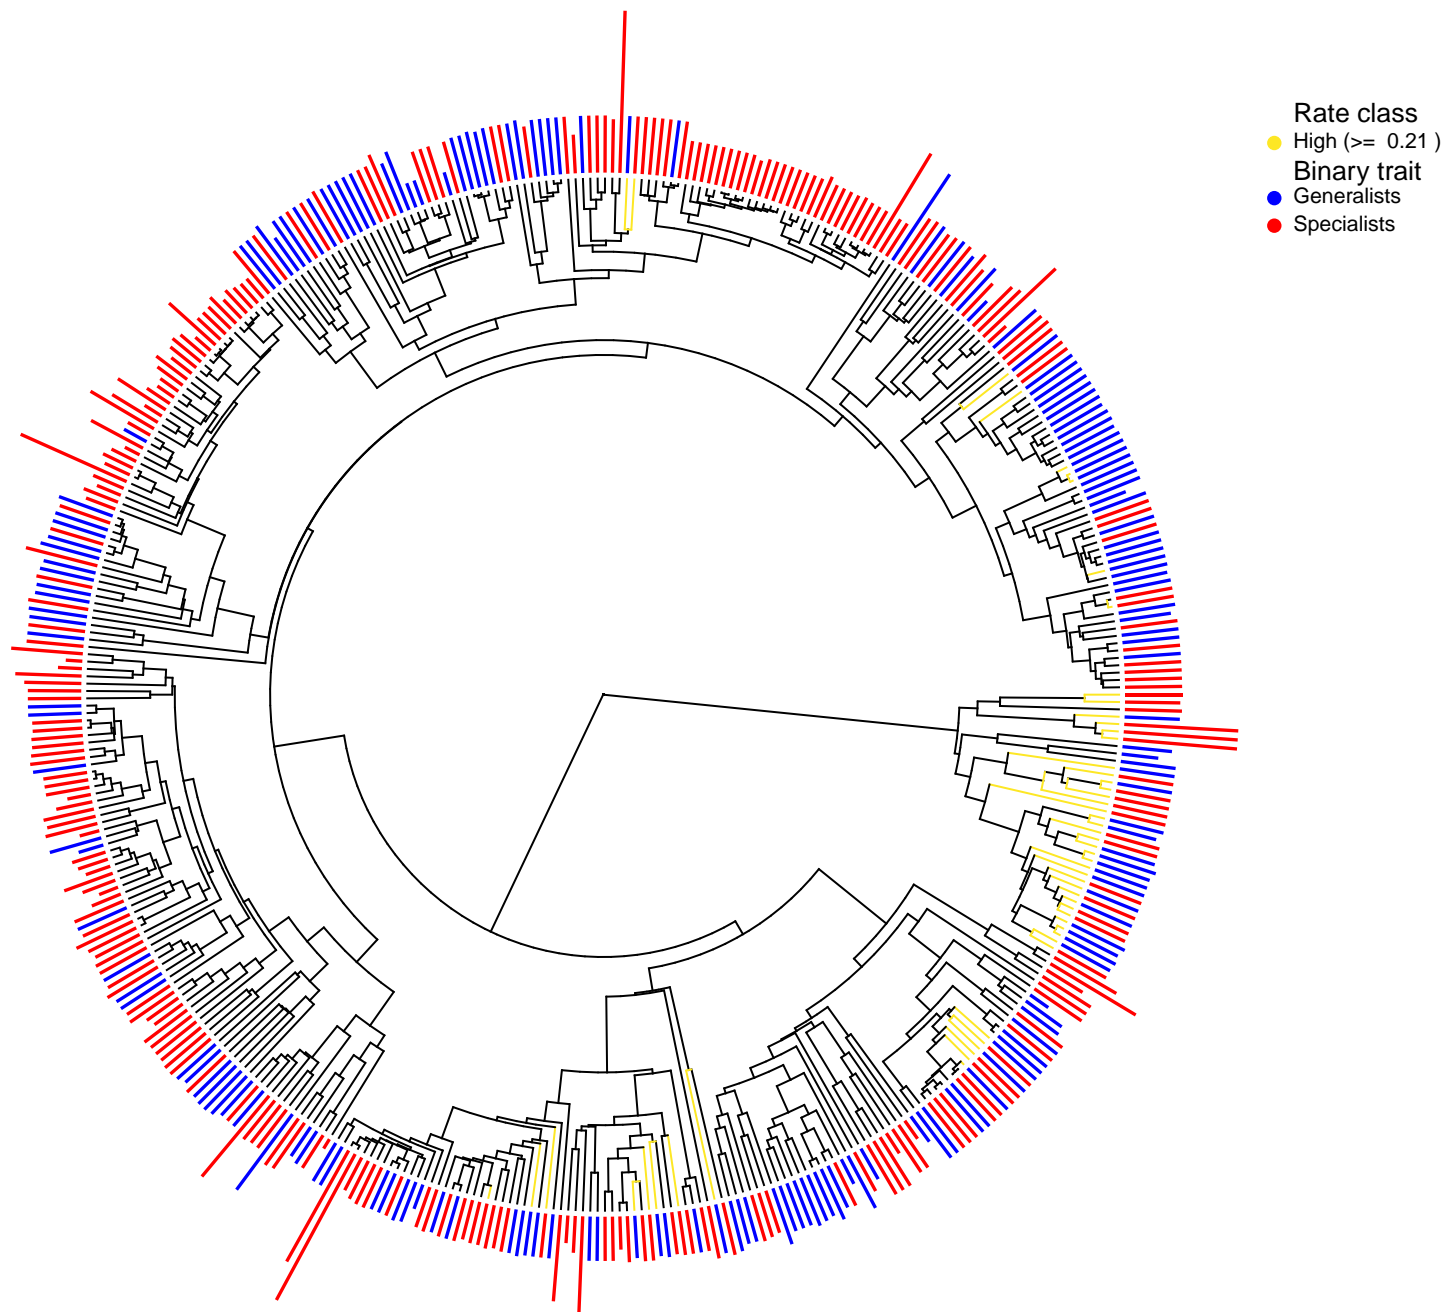 Rate class
High (>=  0.21 )
Binary trait
Generalists
Specialists